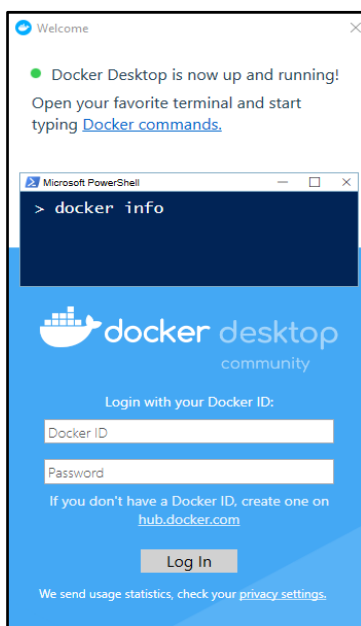 Welcome
Docker Desktop is now up and running!
Open your favorite terminal and start
typing Docker commands.
Microsoft PowerShell
> docker info
docker desktop
community
Login with your Docker ID:
Docker ID
Password
If you don't have a Docker ID, create one on
hub.docker.com
Log In
We send usage statistics, check your privacy settings.